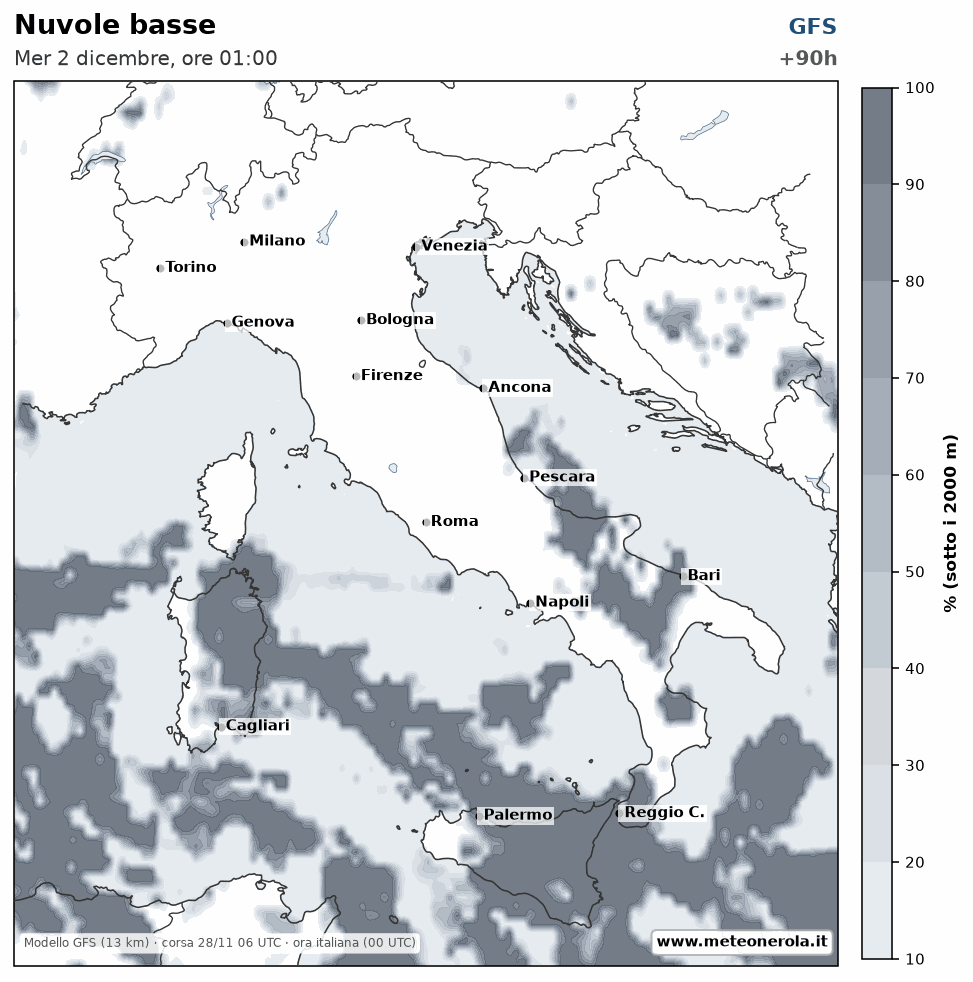 Nuvole basse
GFS
Mer 2 dicembre, ore 01:00
+90h
Milano
Venezia
Torino
Genova
Bologna
Firenze
Ancona
Pescara
Roma
Bari
Napoli
Cagliari
Palermo
Reggio C.
Modello GFS (13 km) · corsa 28/11 06 UTC · ora italiana (00 UTC)
www.meteonerola.it
100
90
80
70
60
50
40
30
20
10
% (sotto i 2000 m)